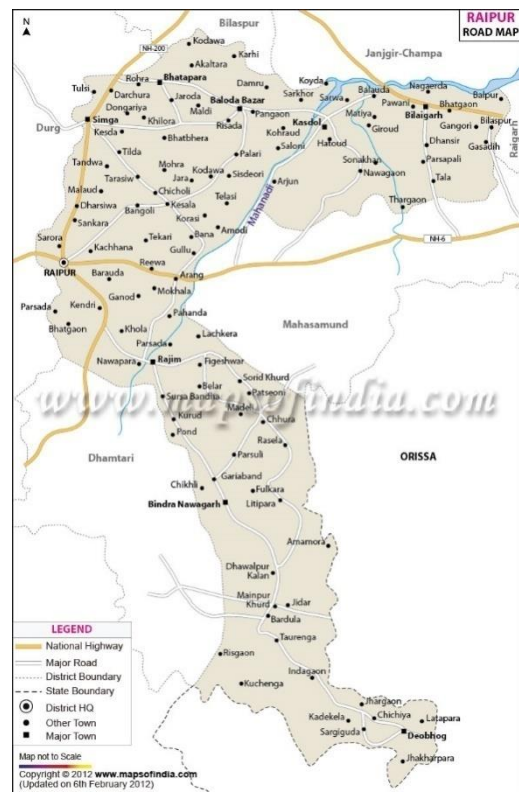 RAIPUR
ROAD MAP
N
Bilaspur
Kodawa
NH-200
Karhi
Akaltara
Janjgir-Champa
Rohra
Bhatapara
Damru
Koyda
Tulsi
Darchura
Jaroda
Sarkhor
Sarwa
Balauda
Nagaerda
Balpur
Dongariya
Maldi
Baloda Bazar
Pangaon
Pawani
Bhatgaon
Simga
Khilora
Risada
Kasdol
Matiya
Bilaigarh
Bilaspur
Durg
Kesda
Kohraud
Giroud
Gangori
Bhatbhera
Hatoud
Dhansir
Gasadih
Raigarh
Tilda
Palari
Saloni
Sonakhan
Parsapali
Tandwa
Mohra
Tarasiw
Jara
Kodawa
Sisdeori
Arjun
Nawagaon
Tala
Malaud
Chicholi
Dharsiwa
Kesala
Telasi
Mahanadi
Thargaon
Bangoli
Korasi
Sankara
Amodi
Sarora
Tekari
Bana
NH-6
Kachhana
Gullu
RAIPUR
Reewa
Barauda
Arang
Mokhala
Ganod
Parsada
Kendri
Pahanda
Mahasamund
Bhatgaon
Khola
Lachkera
Parsada
Nawapara
Rajim
Figeshwar
Sorid Khurd
Belar
Patseoni
Surja Bandha
www.mapsofindia.com
Madeli
Kurud
Chhura
Pond
Rasela
Dhamtari
Parsuli
ORISSA
Gariaband
Chikhli
Fulkara
Bindra Nawagarh
Litipara
Amamora
Dhawalpur
Kalan
Mainpur
Khurd
Jidar
Bardula
Taurenga
LEGEND
National Highway
Major Road
District Boundary
State Boundary
District HQ
Other Town
Major Town
Risgaon
Indagaon
Kuchenga
Jhargaon
Kadekela
Chichiya
Latapara
Sargiguda
Deobhog
Jhakharpara
Map not to Scale
Copyright © 2012 www.mapsofindia.com
(Updated on 6th February 2012)